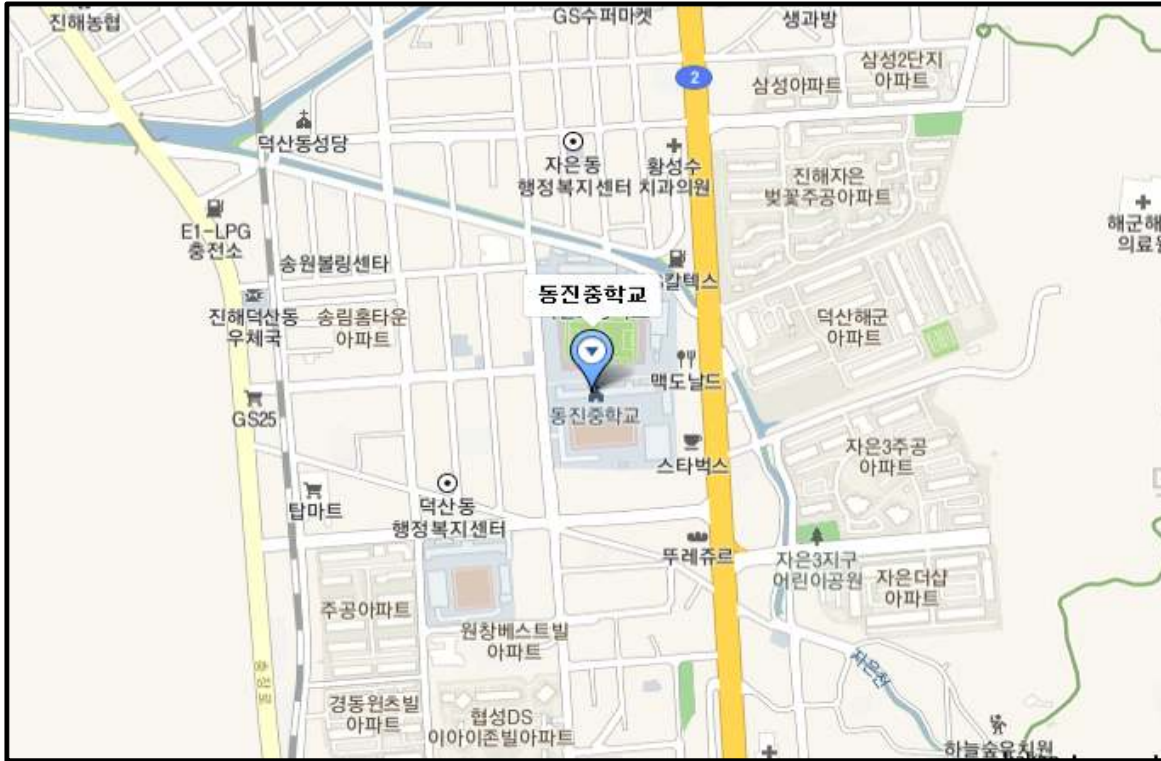 진해농협
GS수퍼마켓
생과방
2
삼성아파트
삼성2단지
아파트
덕산동성당
자은동
행정복지센터
황성수
치과의원
진해자은
벚꽃주공아파트
해군해
의료원
E1-LPG
충전소
송원볼링센타
칼텍스
동진중학교
진해덕산동
우체국
송림홈타운
아파트
덕산해군
아파트
맥도날드
GS25
동진중학교
스타벅스
자은3주공
아파트
탑마트
덕산동
행정복지센터
뚜레쥬르
자은3지구
어린이공원
자은더샵
아파트
주공아파트
원창베스트빌
아파트
자은천
경동윈츠빌
아파트
협성DS
이아이존빌아파트
하늘숲유치원